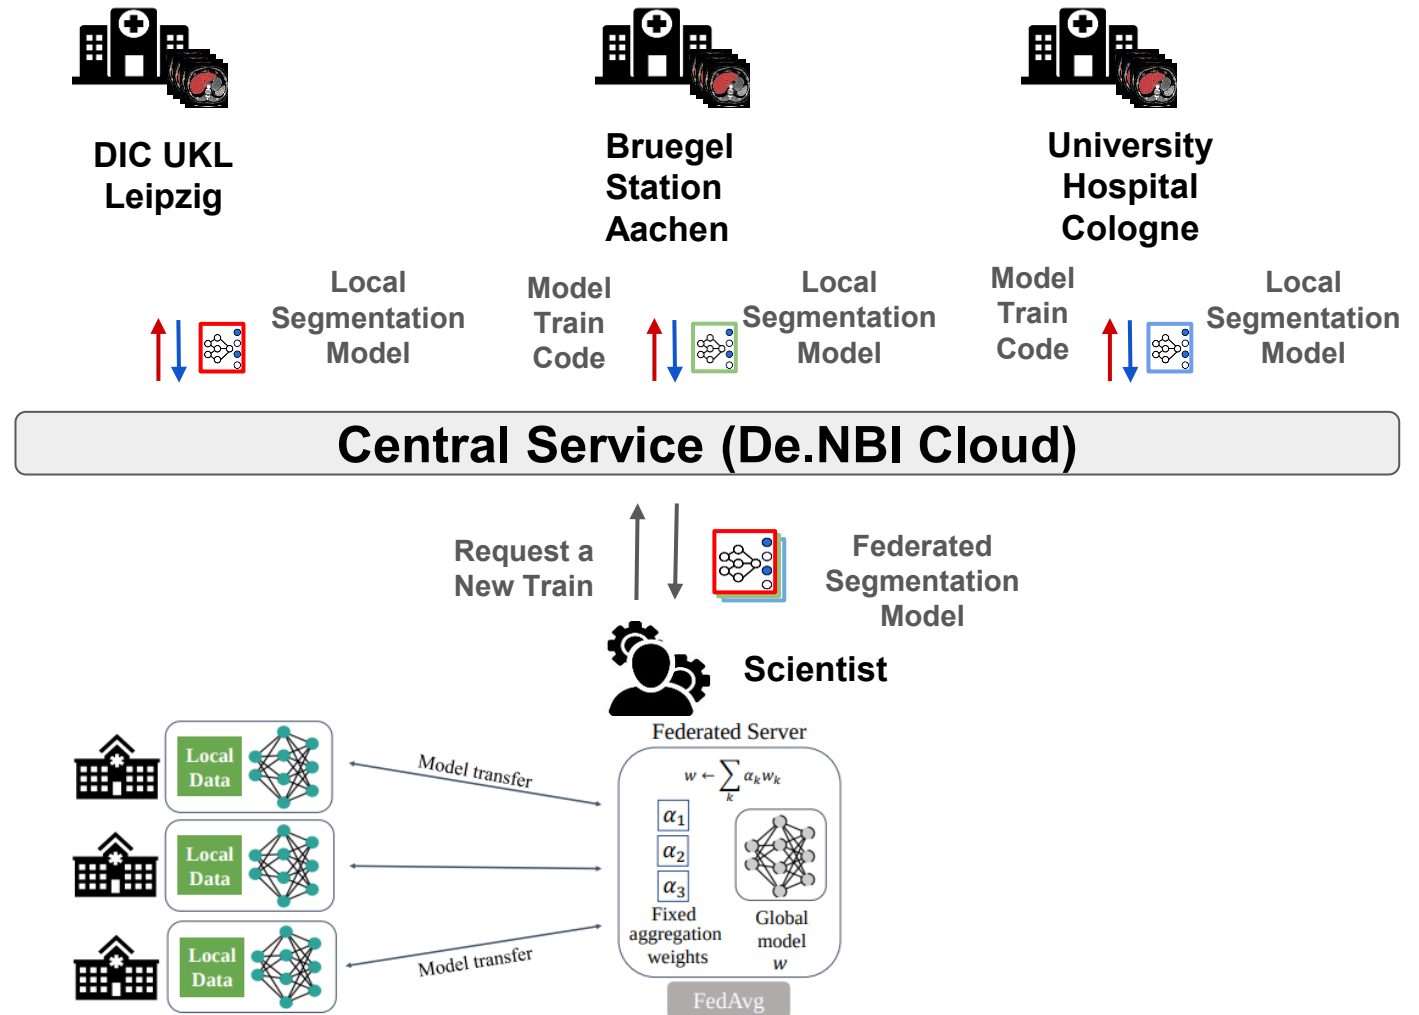 DIC UKL
Leipzig
Bruegel
Station
Aachen
University
Hospital
Cologne
Local
Segmentation
Model
Model
Train
Code
Local
Segmentation
Model
Model
Train
Code
Local
Segmentation
Model
Central Service (De.NBI Cloud)
Request a
New Train
Federated
Segmentation
Model
Scientist
Federated Server
w ← ∑ₖ αₖwₖ
α₁
α₂
α₃
Fixed
aggregation
weights
Global
model
w
FedAvg
Local
Data
Model transfer
Local
Data
Local
Data
Model transfer